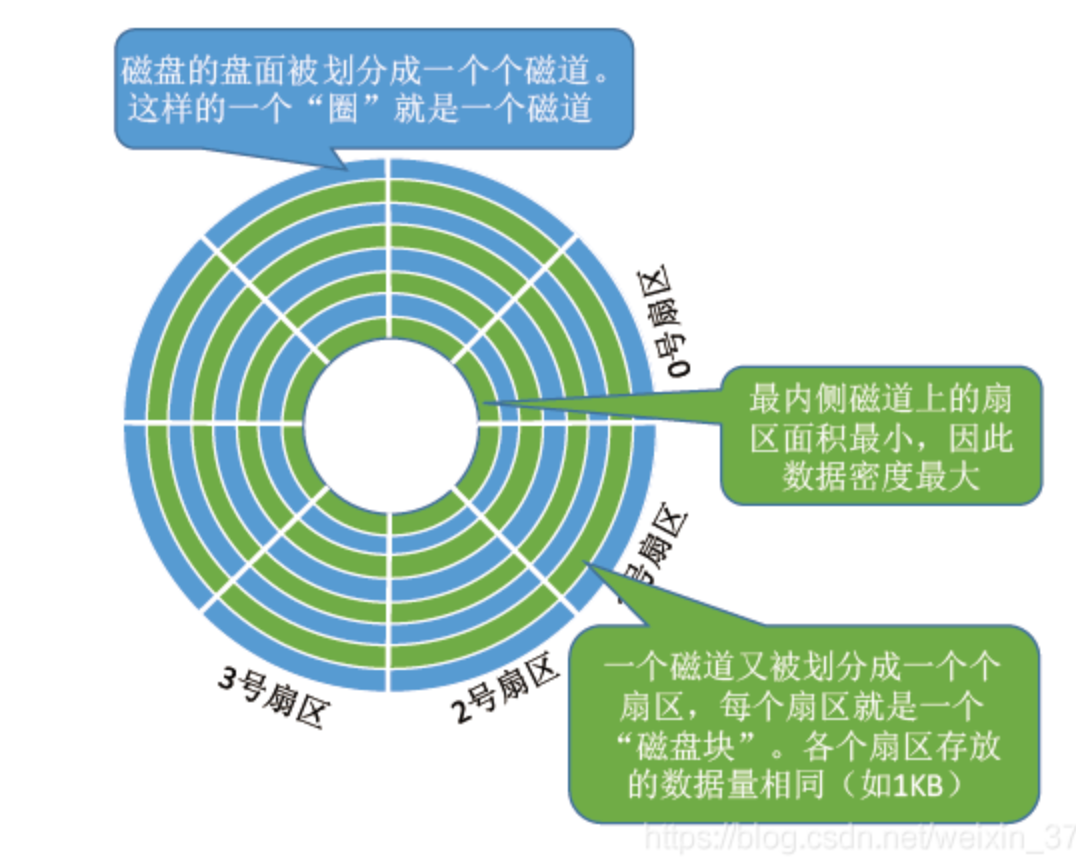 磁盘的盘面被划分成一个个磁道。
这样的一个“圈”就是一个磁道
0号扇区
最内侧磁道上的扇
区面积最小，因此
数据密度最大
号扇区
一个磁道又被划分成一个个
扇区，每个扇区就是一个
“磁盘块”。各个扇区存放
的数据量相同（如1KB）
2号扇区
3号扇区
https://blog.csdn.net/weixin_37